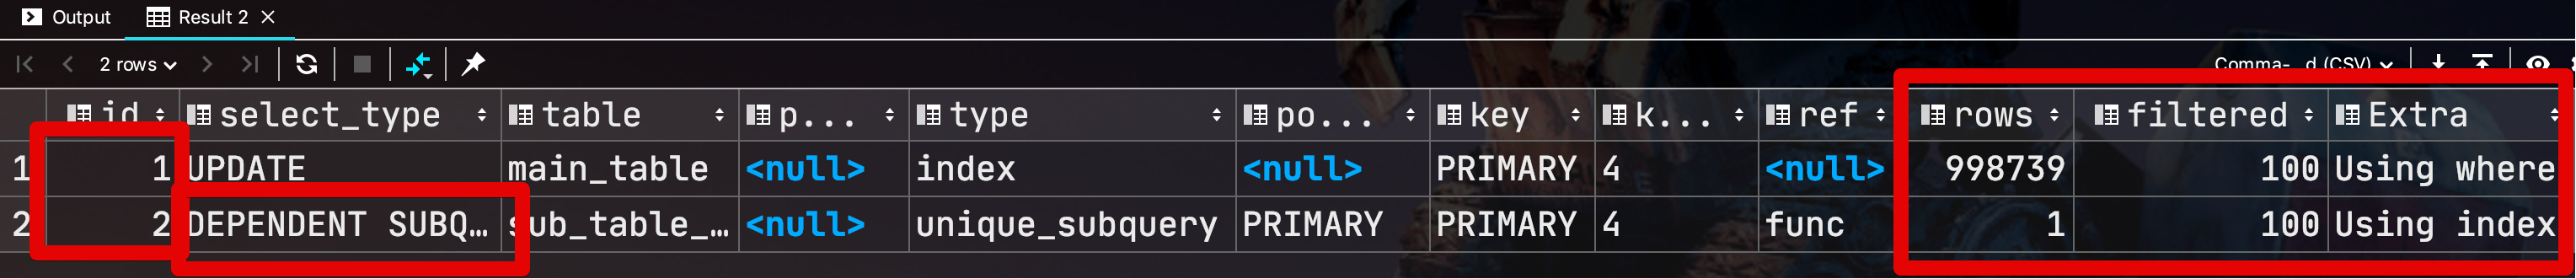 Output Result 2
2 rows Comma-...d (CSV)
id select_type table p... type po... key k... ref rows filtered Extra
1 1 UPDATE main_table <null> index <null> PRIMARY 4 <null> 998739 100 Using where
2 2 DEPENDENT SUBQ… sub_table_… <null> unique_subquery PRIMARY PRIMARY 4 func 1 100 Using index